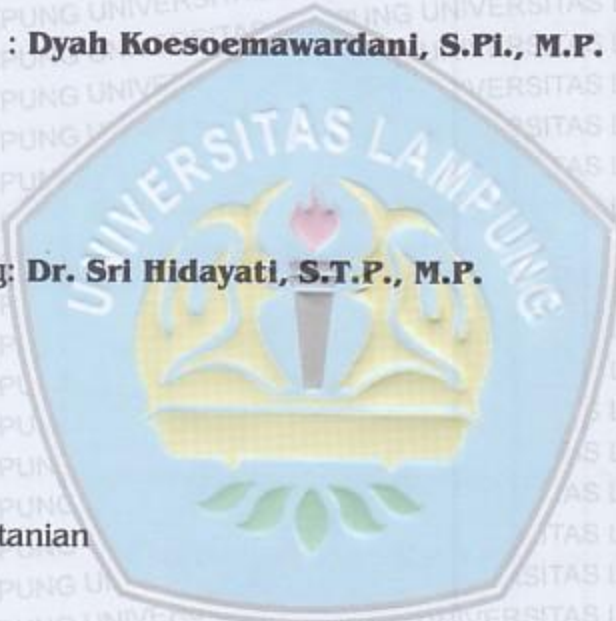 : Dyah Koesoemawardani, S.Pi., M.P.
UNIVERSITAS LAMPUNG
: Dr. Sri Hidayati, S.T.P., M.P.
tanian